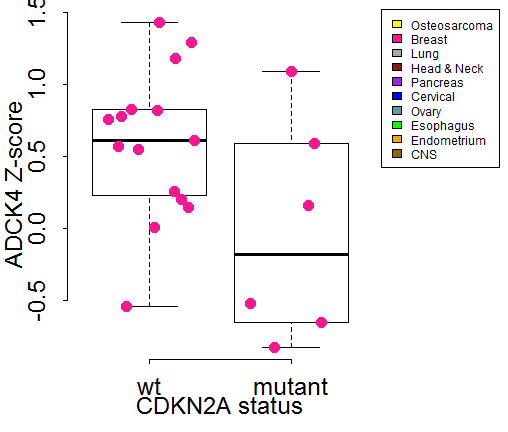 1.5
1.0
0.5
0.0
-0.5
ADCK4 Z-score
wt
mutant
CDKN2A status
Osteosarcoma
Breast
Lung
Head & Neck
Pancreas
Cervical
Ovary
Esophagus
Endometrium
CNS